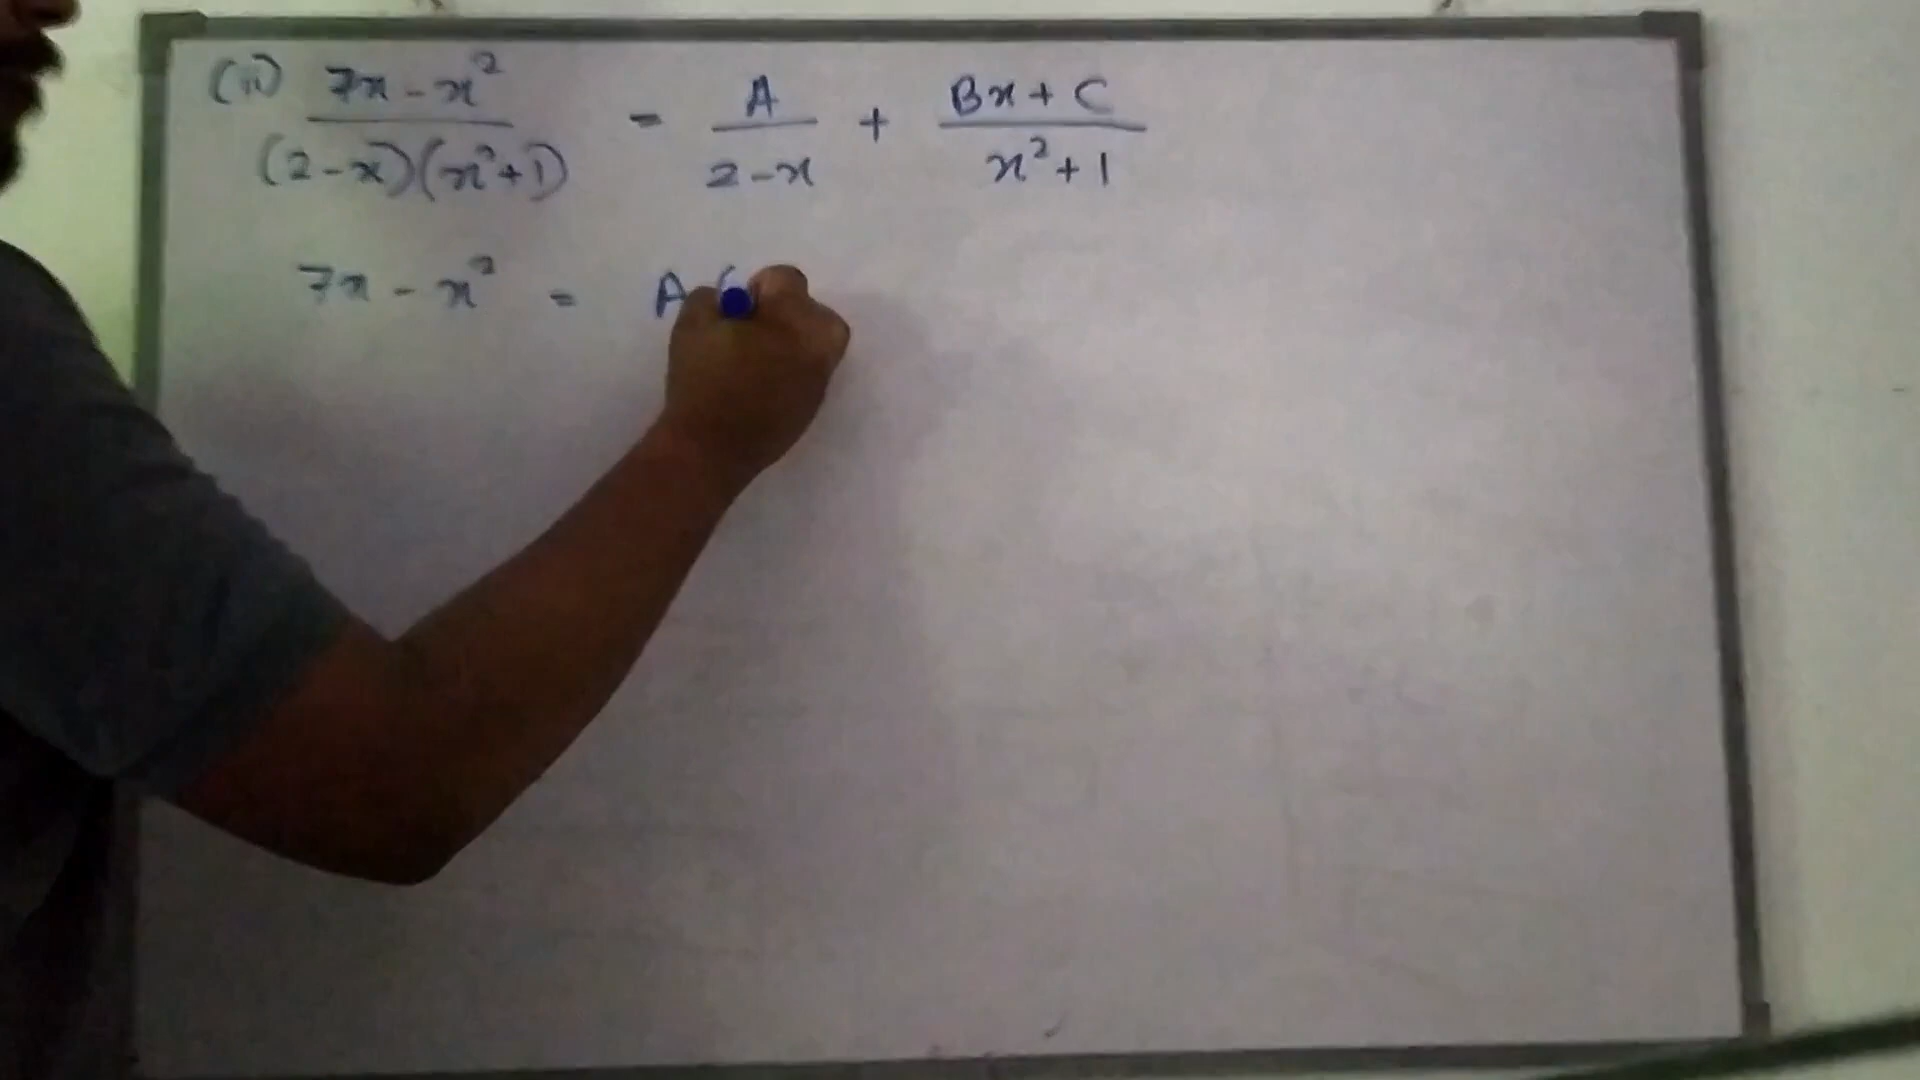 (ii) 7x - x² / (2-x)(x²+1) = A / 2-x + Bx + C / x² + 1
7x - x² = A (